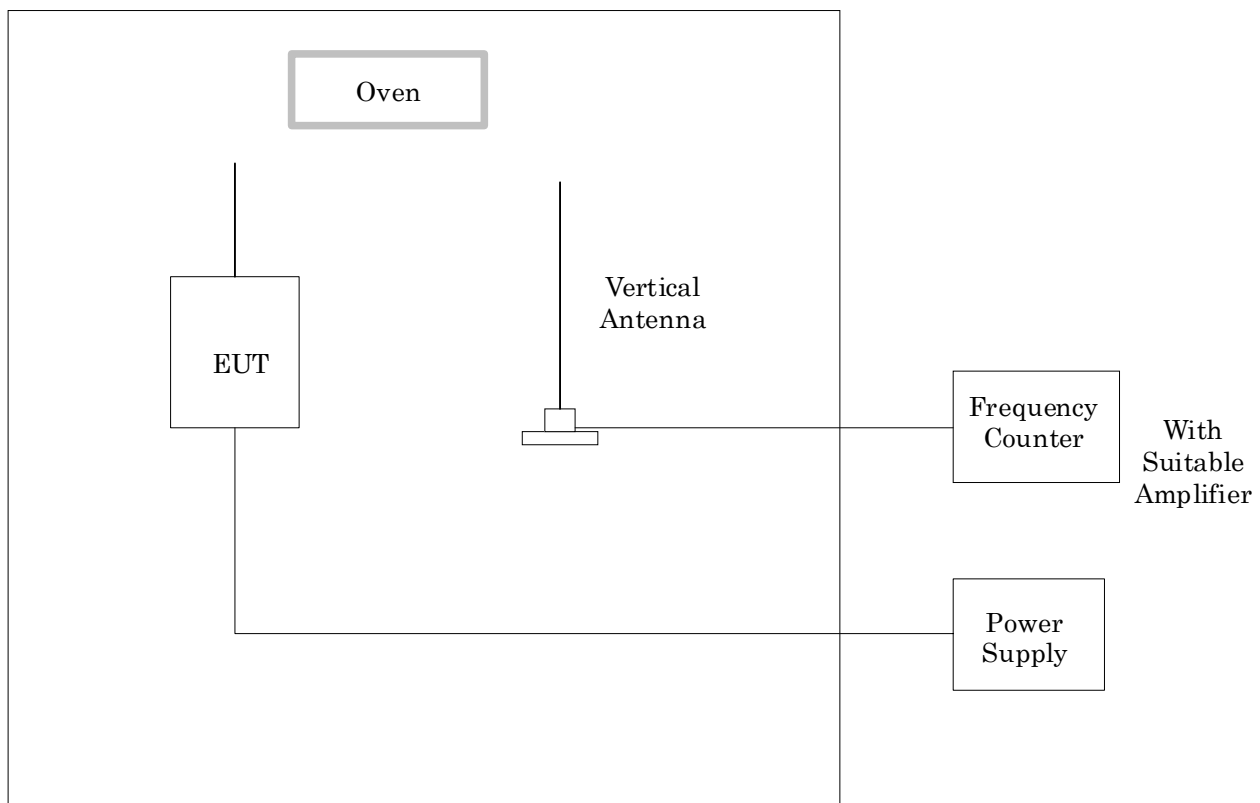 Oven
Vertical
Antenna
EUT
Frequency
Counter
With
Suitable
Amplifier
Power
Supply